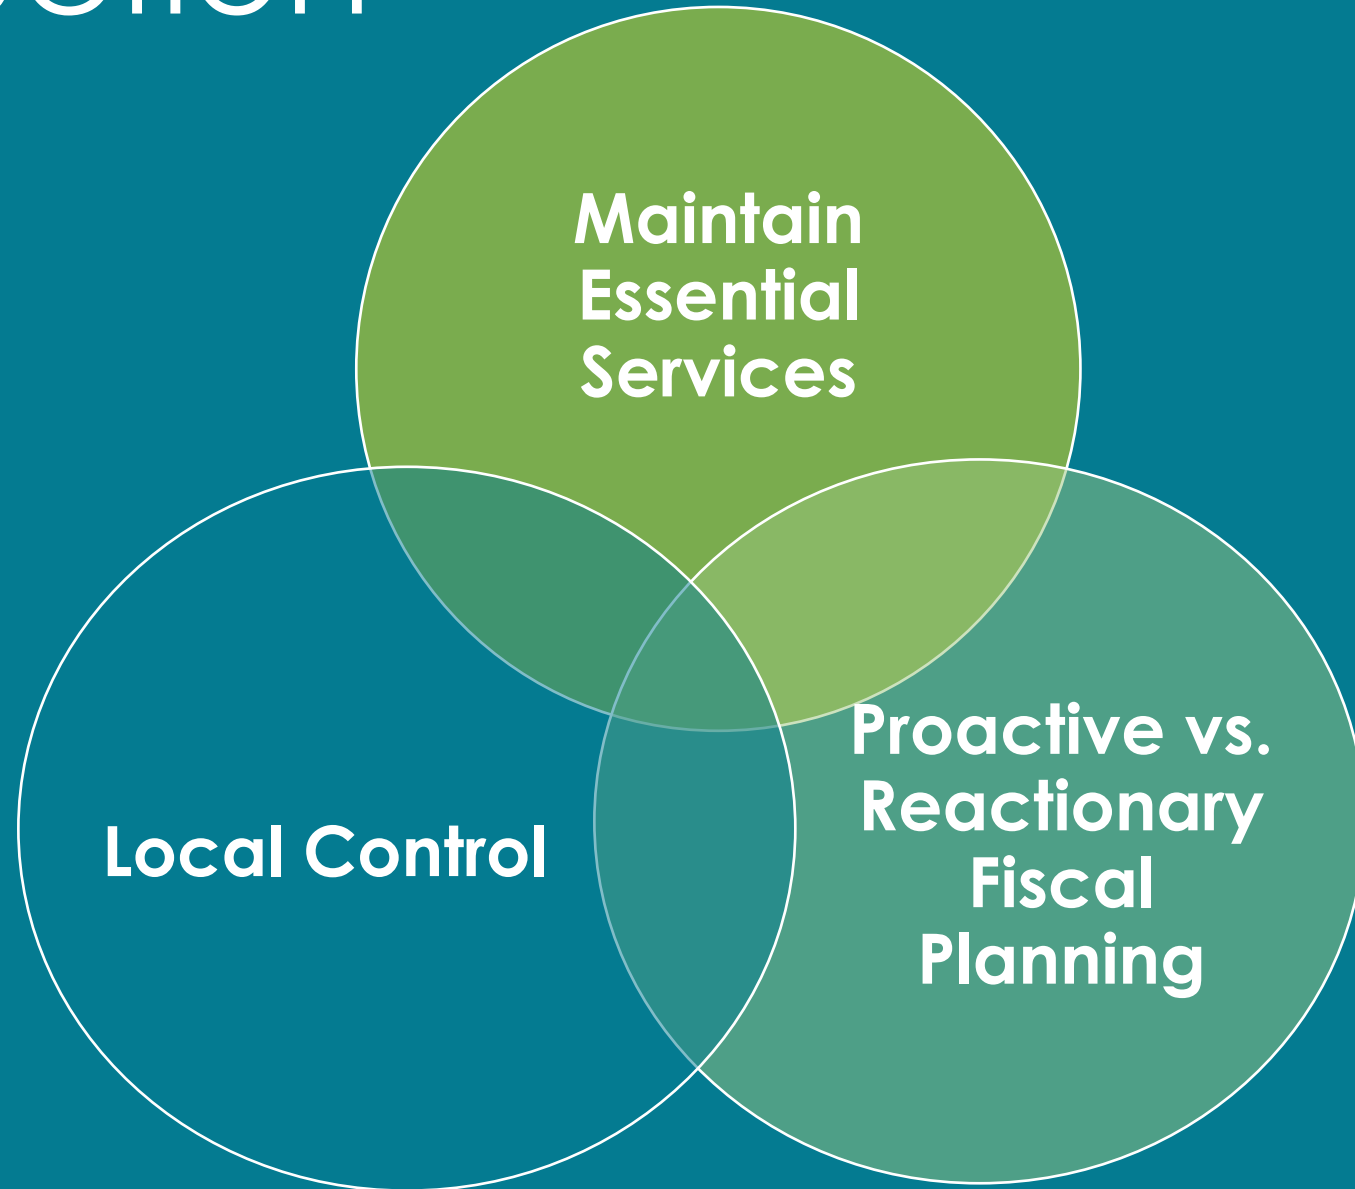 Maintain
Essential
Services
Proactive vs.
Reactionary
Fiscal
Planning
Local Control